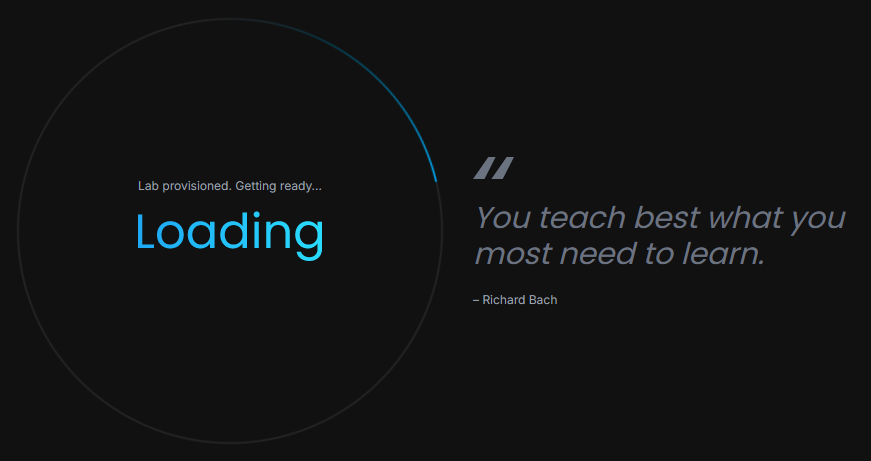 Lab provisioned. Getting ready...
Loading
"
You teach best what you
most need to learn.
– Richard Bach